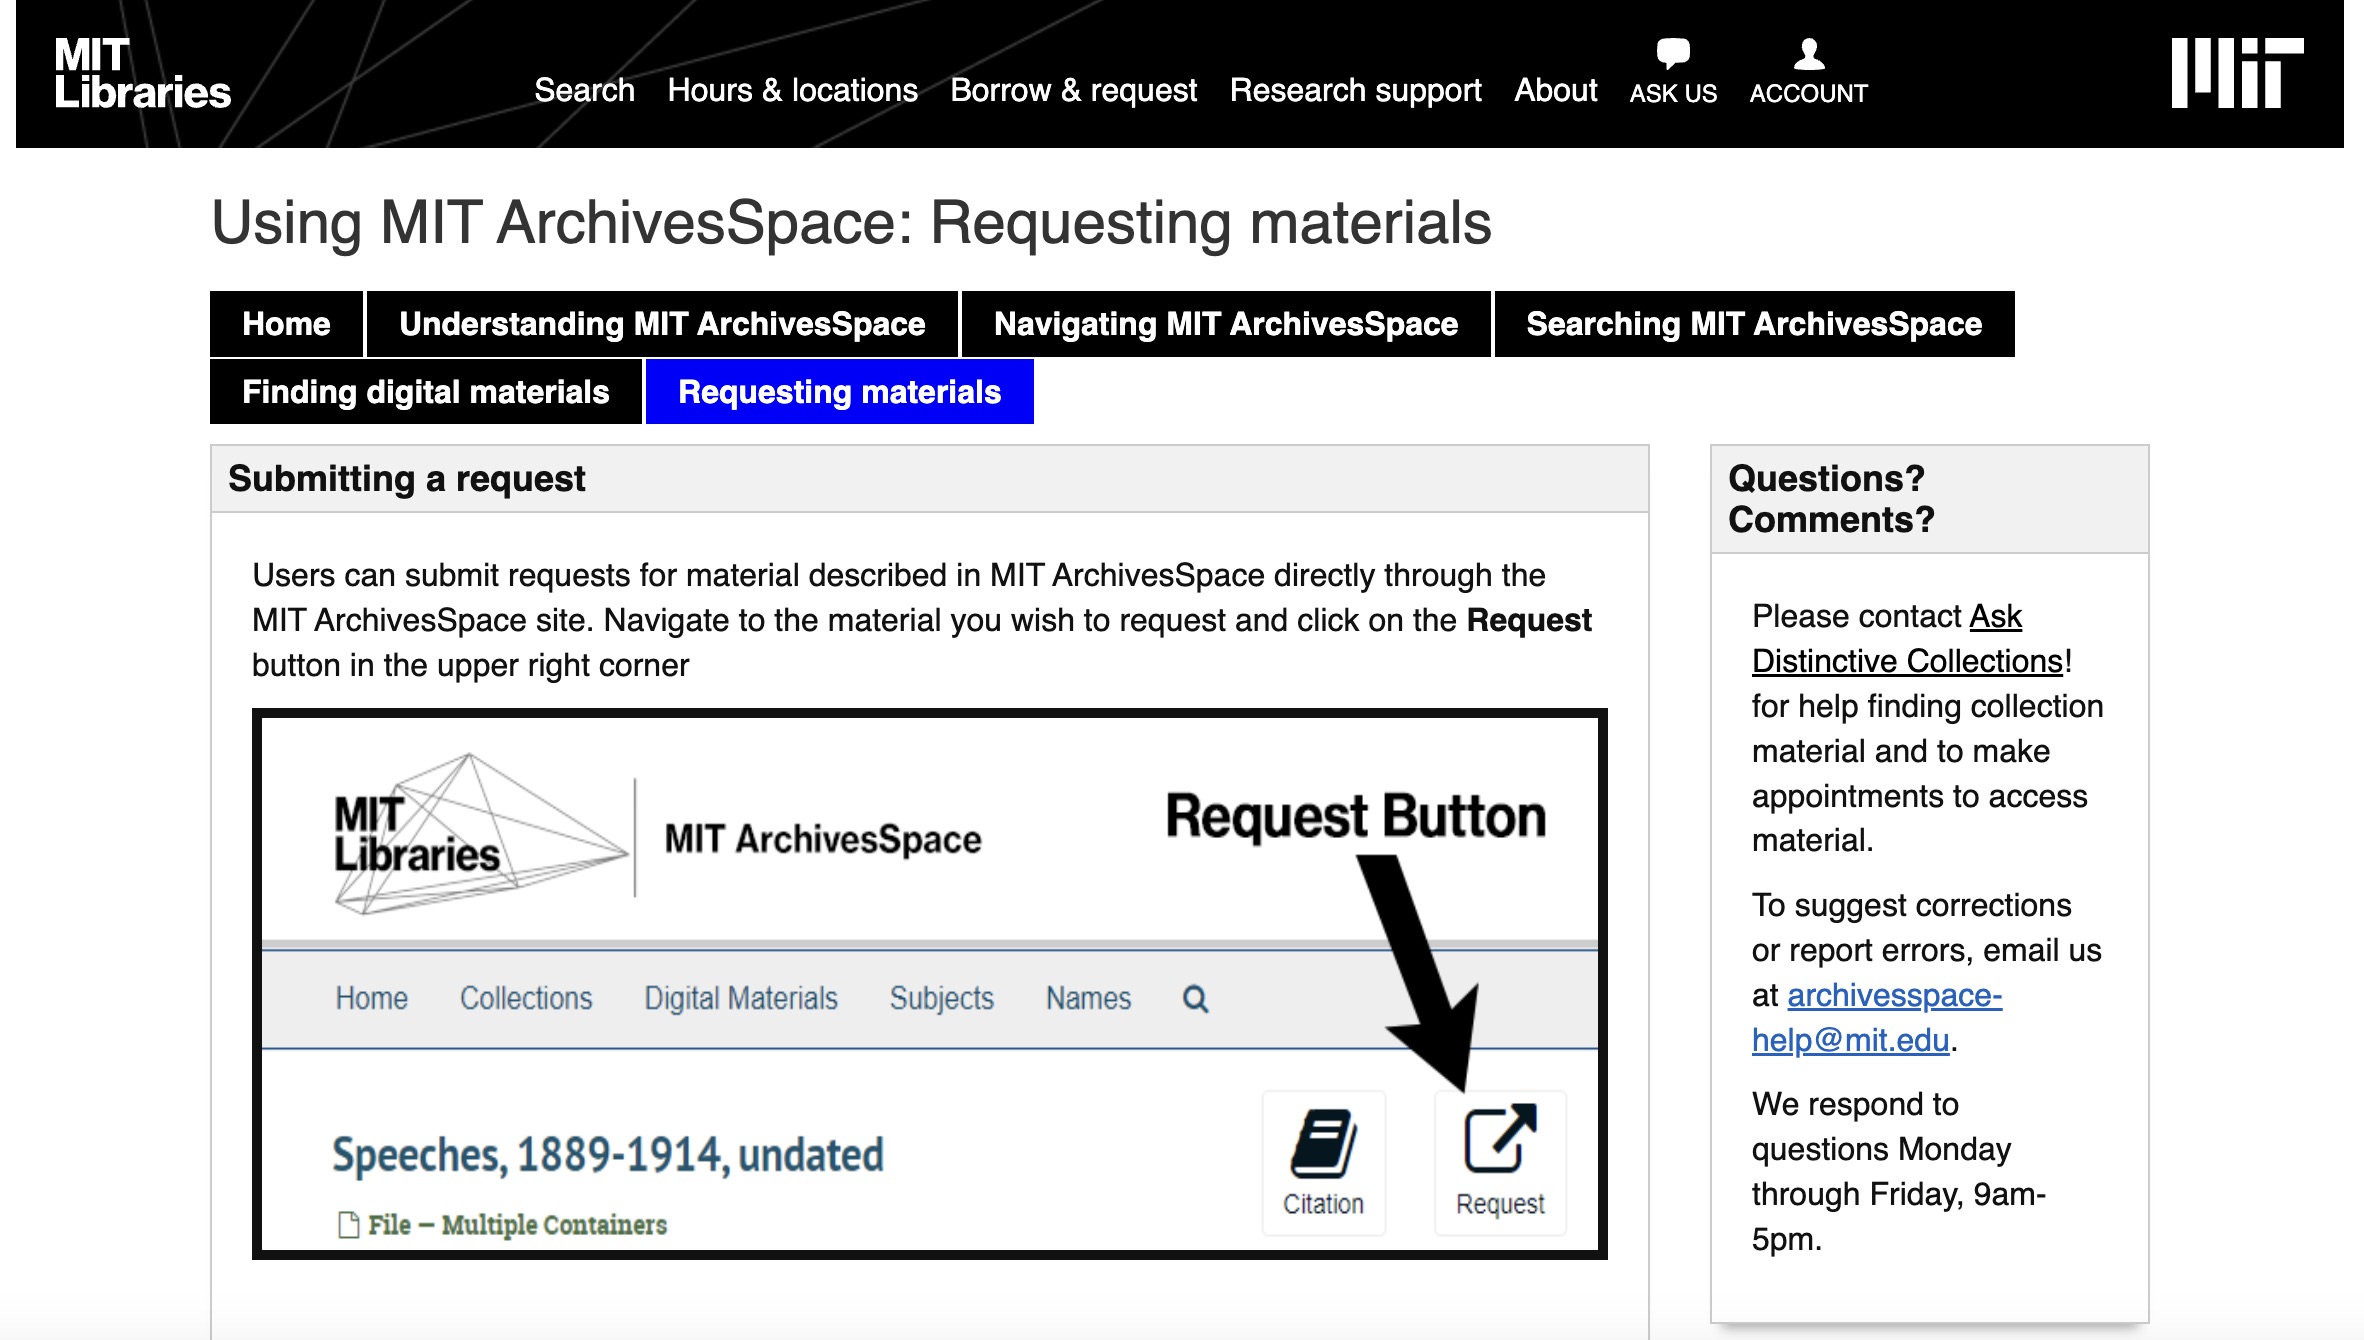 MIT
Libraries
Search Hours & locations Borrow & request Research support About ASK US ACCOUNT
MIT
Using MIT ArchivesSpace: Requesting materials
Home Understanding MIT ArchivesSpace Navigating MIT ArchivesSpace Searching MIT ArchivesSpace
Finding digital materials Requesting materials
Submitting a request
Users can submit requests for material described in MIT ArchivesSpace directly through the
MIT ArchivesSpace site. Navigate to the material you wish to request and click on the Request
button in the upper right corner
MIT
Libraries
MIT ArchivesSpace
Request Button
Home Collections Digital Materials Subjects Names
Speeches, 1889-1914, undated
File – Multiple Containers
Citation
Request
Questions?
Comments?
Please contact Ask
Distinctive Collections!
for help finding collection
material and to make
appointments to access
material.
To suggest corrections
or report errors, email us
at archivesspace-
help@mit.edu.
We respond to
questions Monday
through Friday, 9am-
5pm.